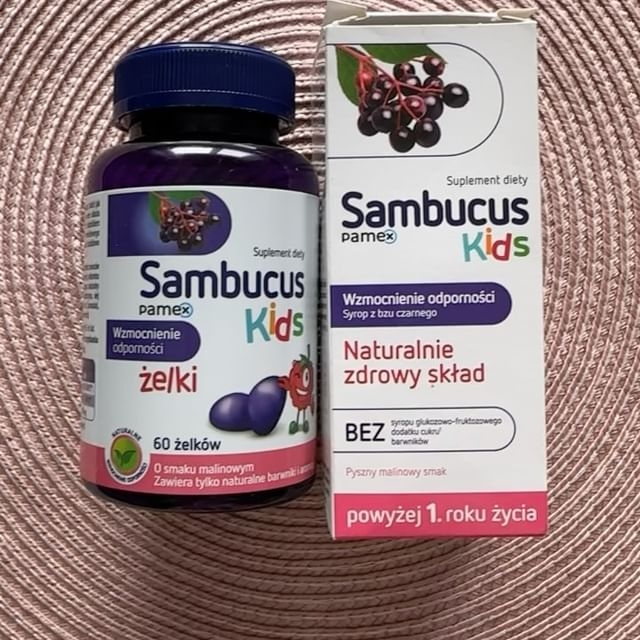 Suplement diety
Sambucus
pamex
Kids
Wzmocnienie
odporności
żelki
60 żelków
NATURALNE
O smaku malinowym
Zawiera tylko naturalne barwniki i
Suplement diety
Sambucus
pamex
Kids
Wzmocnienie odporności
Syrop z bzu czarnego
Naturalnie
zdrowy skład
BEZ
syropu glukozowo-fruktozowego
dodatku cukru
barwników
Pyszny malinowy smak
powyżej 1. roku życia